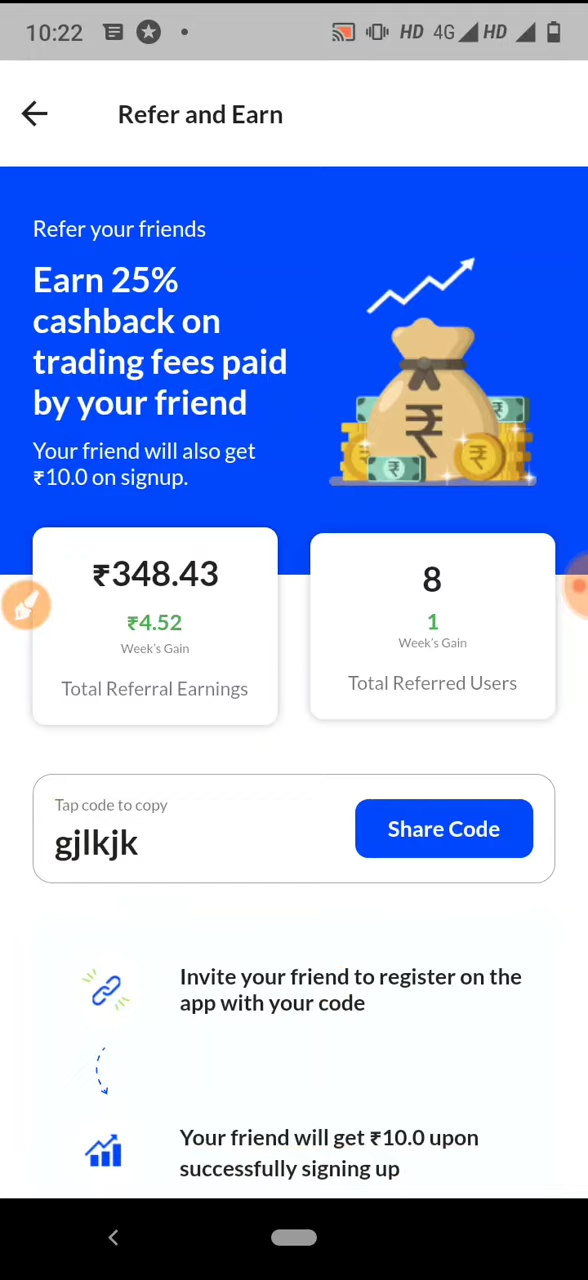 10:22
HD 4G HD
Refer and Earn
Refer your friends
Earn 25%
cashback on
trading fees paid
by your friend
Your friend will also get
₹10.0 on signup.
₹348.43
₹4.52
Week's Gain
Total Referral Earnings
8
1
Week's Gain
Total Referred Users
Tap code to copy
gjlkjk
Share Code
Invite your friend to register on the
app with your code
Your friend will get ₹10.0 upon
successfully signing up